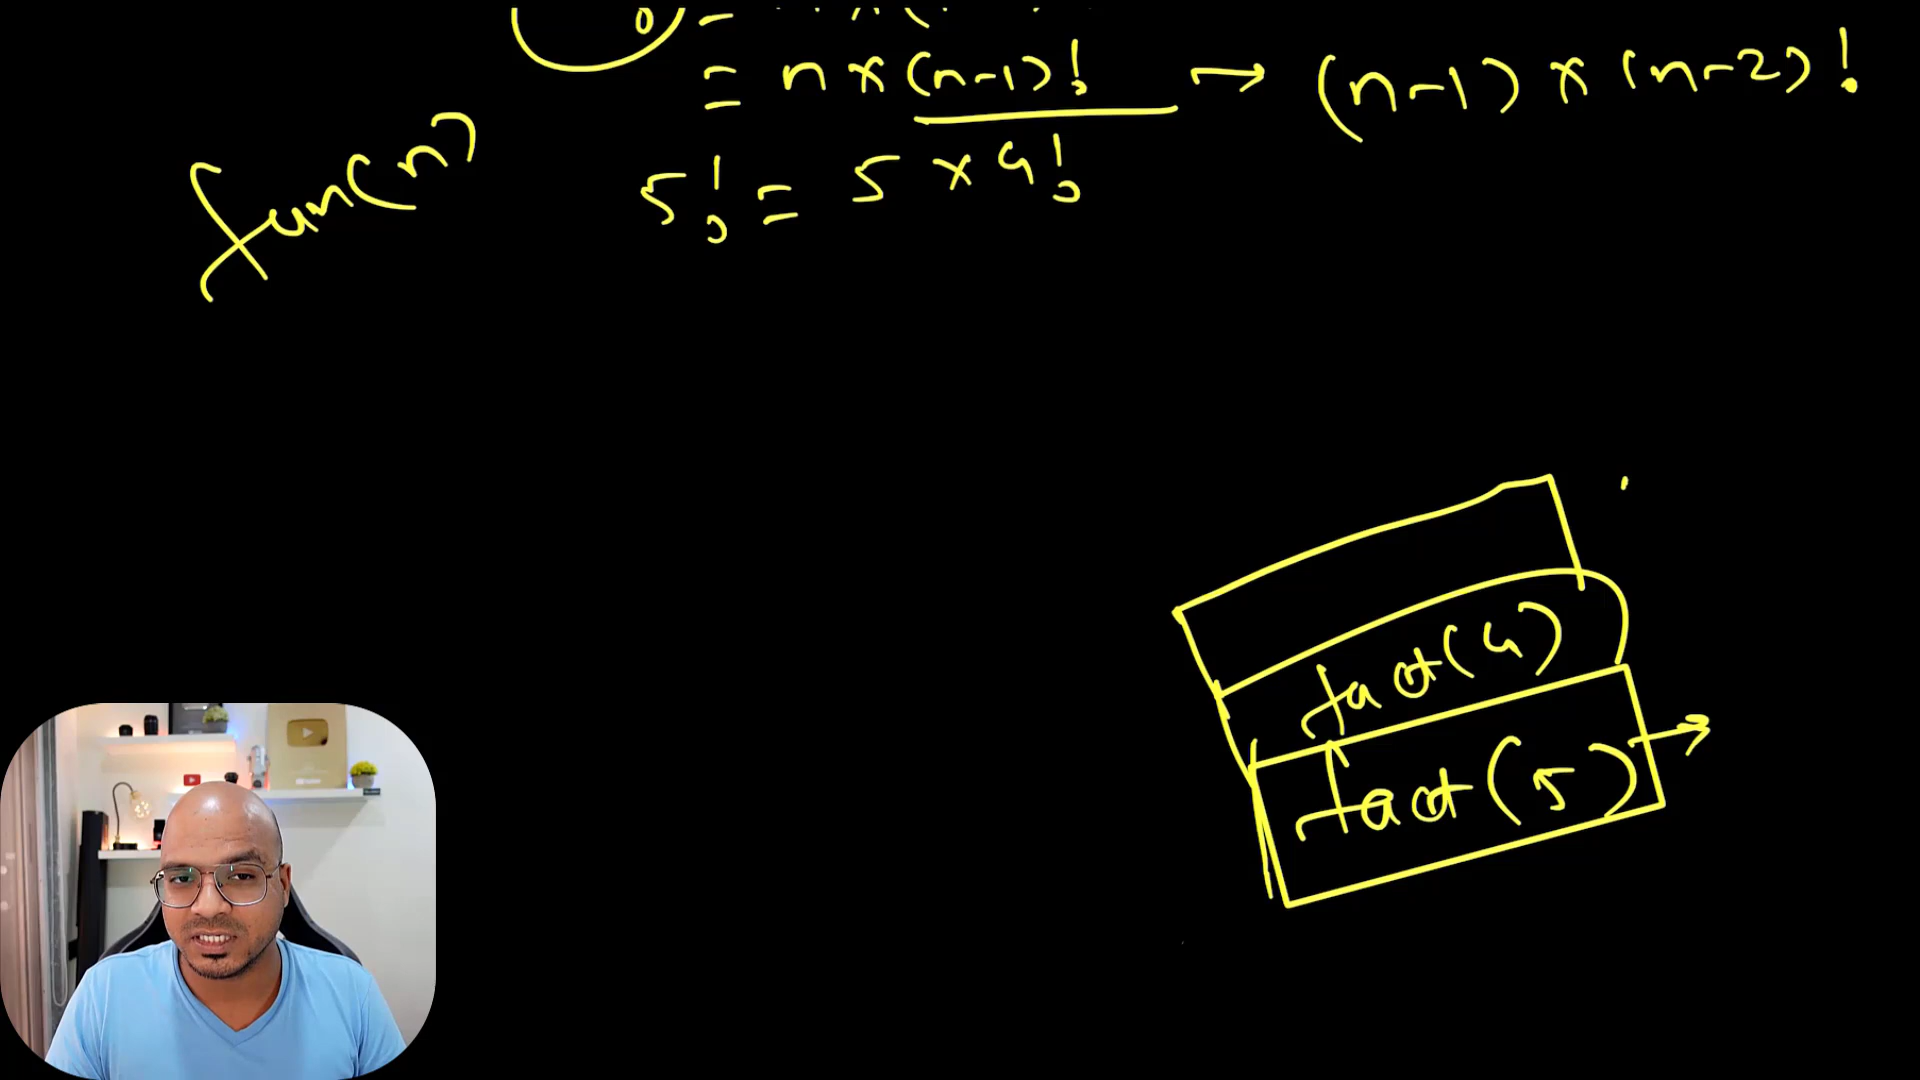 = n x (n-1)! → (n-1) x (n-2)!
fun(n)
5! = 5 x 4!
fact(4)
fact(5)